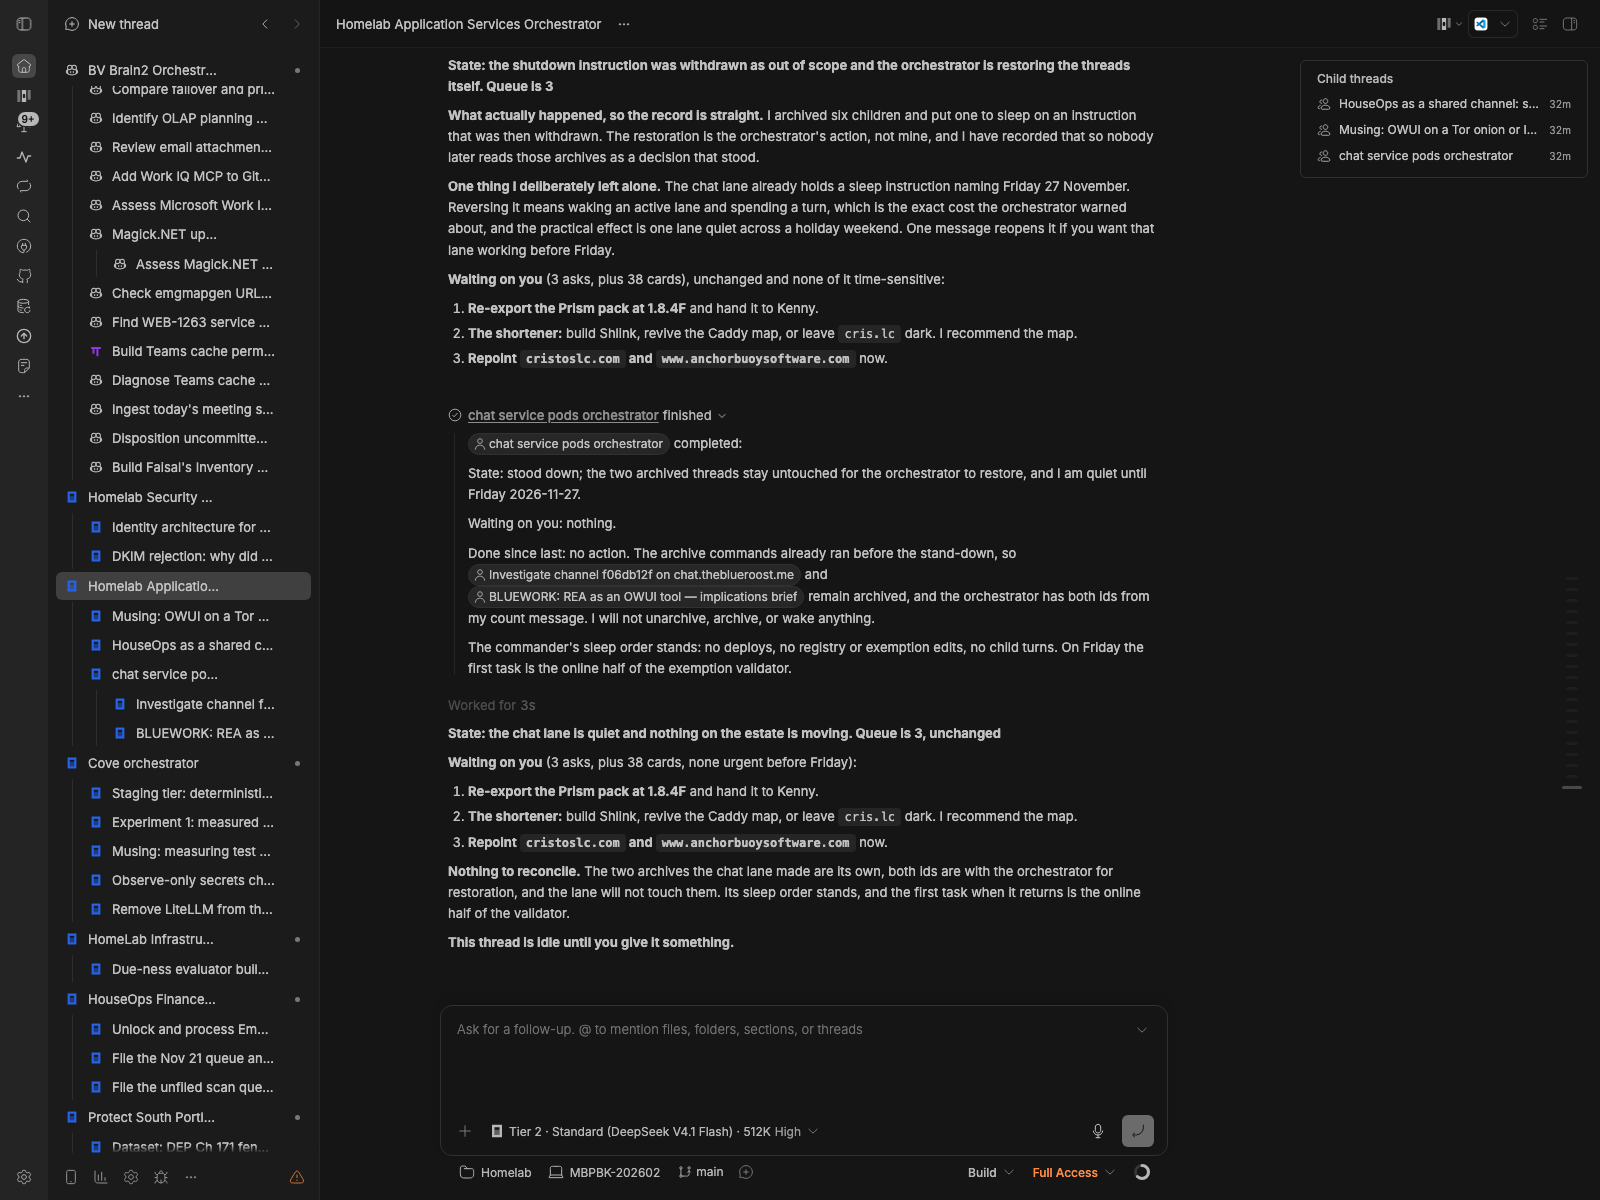 New thread
9+
BV Brain2 Orchestr...
Compare failover and pri...
Identify OLAP planning ...
Review email attachmen...
Add Work IQ MCP to Git...
Assess Microsoft Work I...
Magick.NET up...
Assess Magick.NET ...
Check emgmapgen URL...
Find WEB-1263 service ...
Build Teams cache perm...
Diagnose Teams cache ...
Ingest today's meeting s...
Disposition uncommitte...
Build Faisal's Inventory ...
Homelab Security ...
Identity architecture for ...
DKIM rejection: why did ...
Homelab Applicatio...
Musing: OWUI on a Tor ...
HouseOps as a shared c...
chat service po...
Investigate channel f...
BLUEWORK: REA as ...
Cove orchestrator
Staging tier: deterministi...
Experiment 1: measured ...
Musing: measuring test ...
Observe-only secrets ch...
Remove LiteLLM from th...
HomeLab Infrastru...
Due-ness evaluator buil...
HouseOps Finance...
Unlock and process Em...
File the Nov 21 queue an...
File the unfiled scan que...
Protect South Portl...
Dataset: DEP Ch 171 fen...
Homelab Application Services Orchestrator ...
State: the shutdown instruction was withdrawn as out of scope and the orchestrator is restoring the threads
itself. Queue is 3
What actually happened, so the record is straight. I archived six children and put one to sleep on an instruction
that was then withdrawn. The restoration is the orchestrator's action, not mine, and I have recorded that so nobody
later reads those archives as a decision that stood.
One thing I deliberately left alone. The chat lane already holds a sleep instruction naming Friday 27 November.
Reversing it means waking an active lane and spending a turn, which is the exact cost the orchestrator warned
about, and the practical effect is one lane quiet across a holiday weekend. One message reopens it if you want that
lane working before Friday.
Waiting on you (3 asks, plus 38 cards), unchanged and none of it time-sensitive:
1. Re-export the Prism pack at 1.8.4F and hand it to Kenny.
2. The shortener: build Shlink, revive the Caddy map, or leave cris.lc dark. I recommend the map.
3. Repoint cristoslc.com and www.anchorbuoysoftware.com now.
chat service pods orchestrator finished
chat service pods orchestrator completed:
State: stood down; the two archived threads stay untouched for the orchestrator to restore, and I am quiet until
Friday 2026-11-27.
Waiting on you: nothing.
Done since last: no action. The archive commands already ran before the stand-down, so
Investigate channel f06db12f on chat.theblueroost.me and
BLUEWORK: REA as an OWUI tool — implications brief remain archived, and the orchestrator has both ids from
my count message. I will not unarchive, archive, or wake anything.
The commander's sleep order stands: no deploys, no registry or exemption edits, no child turns. On Friday the
first task is the online half of the exemption validator.
Worked for 3s
State: the chat lane is quiet and nothing on the estate is moving. Queue is 3, unchanged
Waiting on you (3 asks, plus 38 cards, none urgent before Friday):
1. Re-export the Prism pack at 1.8.4F and hand it to Kenny.
2. The shortener: build Shlink, revive the Caddy map, or leave cris.lc dark. I recommend the map.
3. Repoint cristoslc.com and www.anchorbuoysoftware.com now.
Nothing to reconcile. The two archives the chat lane made are its own, both ids are with the orchestrator for
restoration, and the lane will not touch them. Its sleep order stands, and the first task when it returns is the online
half of the validator.
This thread is idle until you give it something.
Ask for a follow-up. @ to mention files, folders, sections, or threads
Tier 2 · Standard (DeepSeek V4.1 Flash) · 512K High
Homelab MBPBK-202602 main
Build Full Access
Child threads
HouseOps as a shared channel: s... 32m
Musing: OWUI on a Tor onion or I... 32m
chat service pods orchestrator 32m